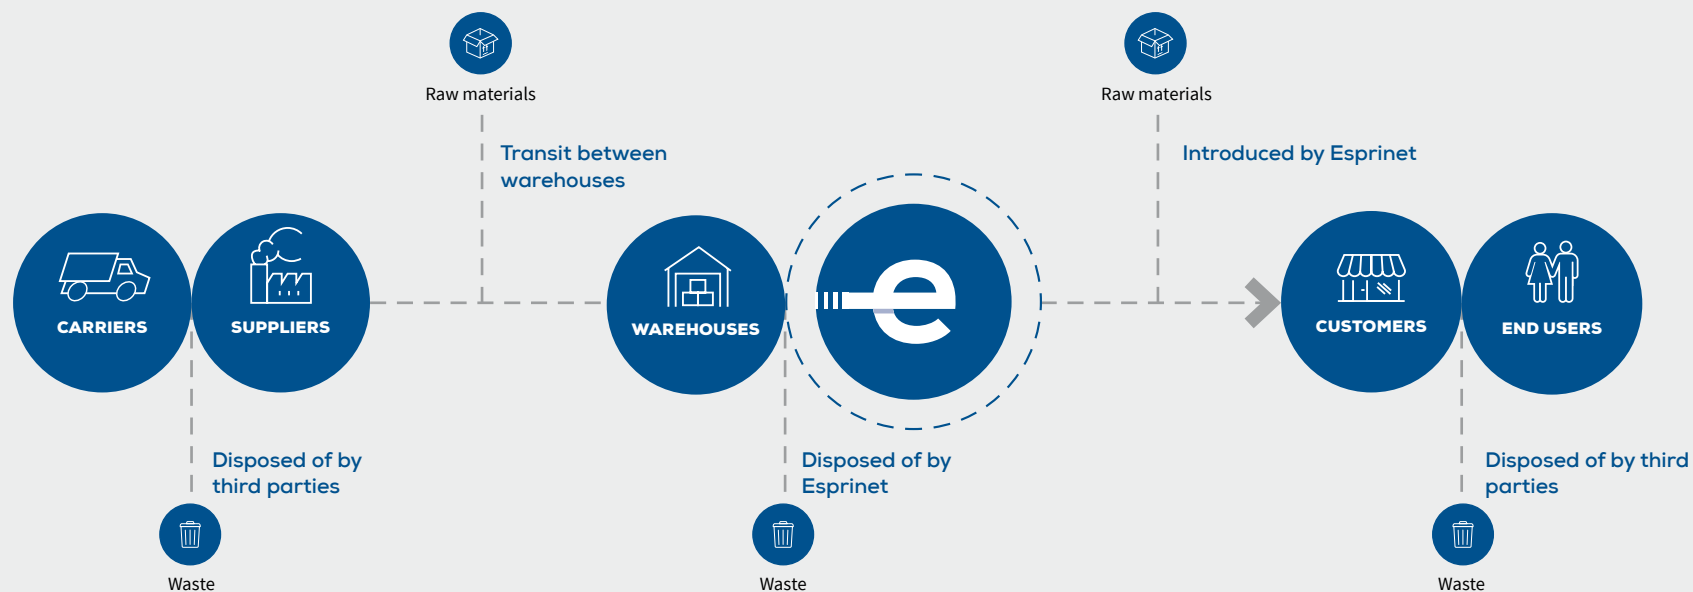 Raw materials
Raw materials
Transit between
warehouses
Introduced by Esprinet
CARRIERS
SUPPLIERS
WAREHOUSES
e
CUSTOMERS
END USERS
Disposed of by
third parties
Disposed of by
Esprinet
Disposed of by third
parties
Waste
Waste
Waste